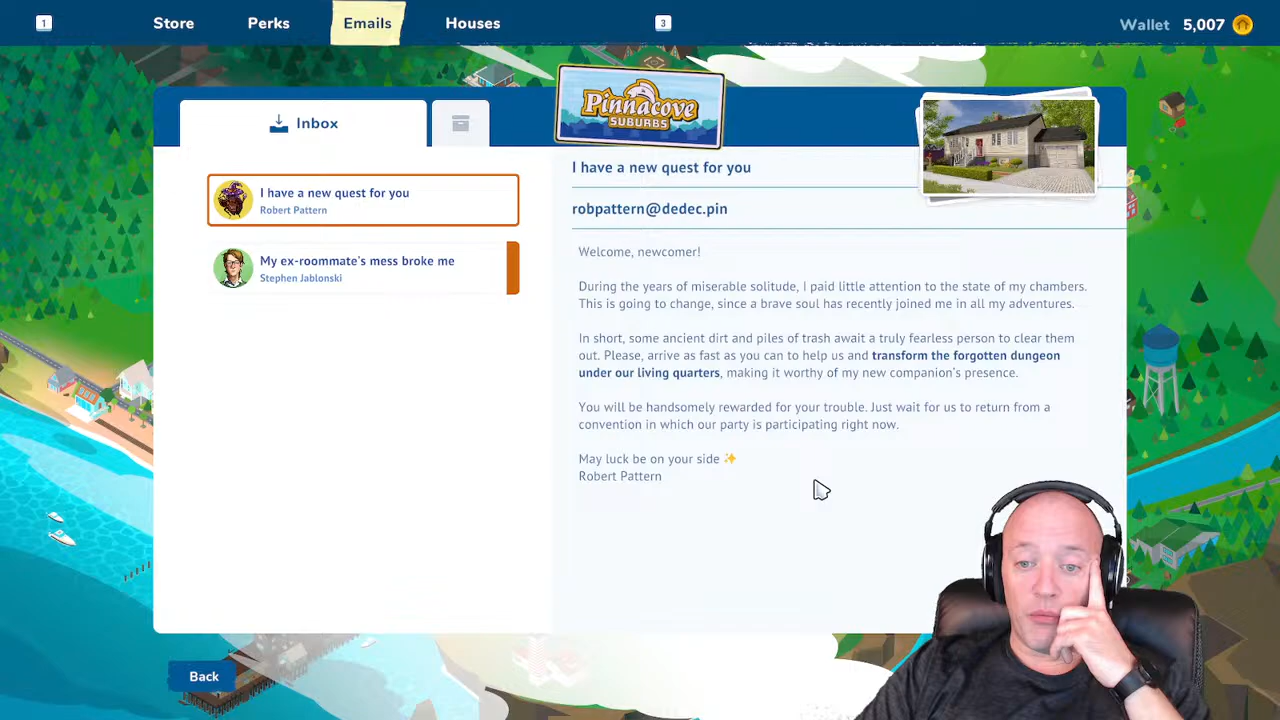 1
Store
Perks
Emails
Houses
3
Wallet
5,007
Inbox
Pinnacove
SUBURBS
I have a new quest for you
Robert Pattern
My ex-roommate's mess broke me
Stephen Jablonski
I have a new quest for you
robpattern@dedec.pin
Welcome, newcomer!
During the years of miserable solitude, I paid little attention to the state of my chambers.
This is going to change, since a brave soul has recently joined me in all my adventures.
In short, some ancient dirt and piles of trash await a truly fearless person to clear them
out. Please, arrive as fast as you can to help us and transform the forgotten dungeon
under our living quarters, making it worthy of my new companion's presence.
You will be handsomely rewarded for your trouble. Just wait for us to return from a
convention in which our party is participating right now.
May luck be on your side ✨
Robert Pattern
Back